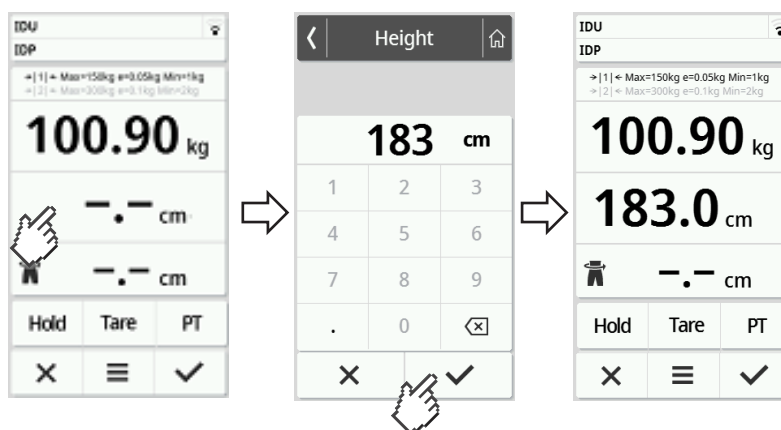 IDU
IDP
→|1|← Max=150kg e=0.05kg Min=1kg
→|2|← Max=300kg e=0.1kg Min=2kg
100.90 kg
--.-- cm
--.-- cm
Hold Tare PT
Height
183 cm
1 2 3
4 5 6
7 8 9
. 0
IDU
IDP
→|1|← Max=150kg e=0.05kg Min=1kg
→|2|← Max=300kg e=0.1kg Min=2kg
100.90 kg
183.0 cm
--.-- cm
Hold Tare PT